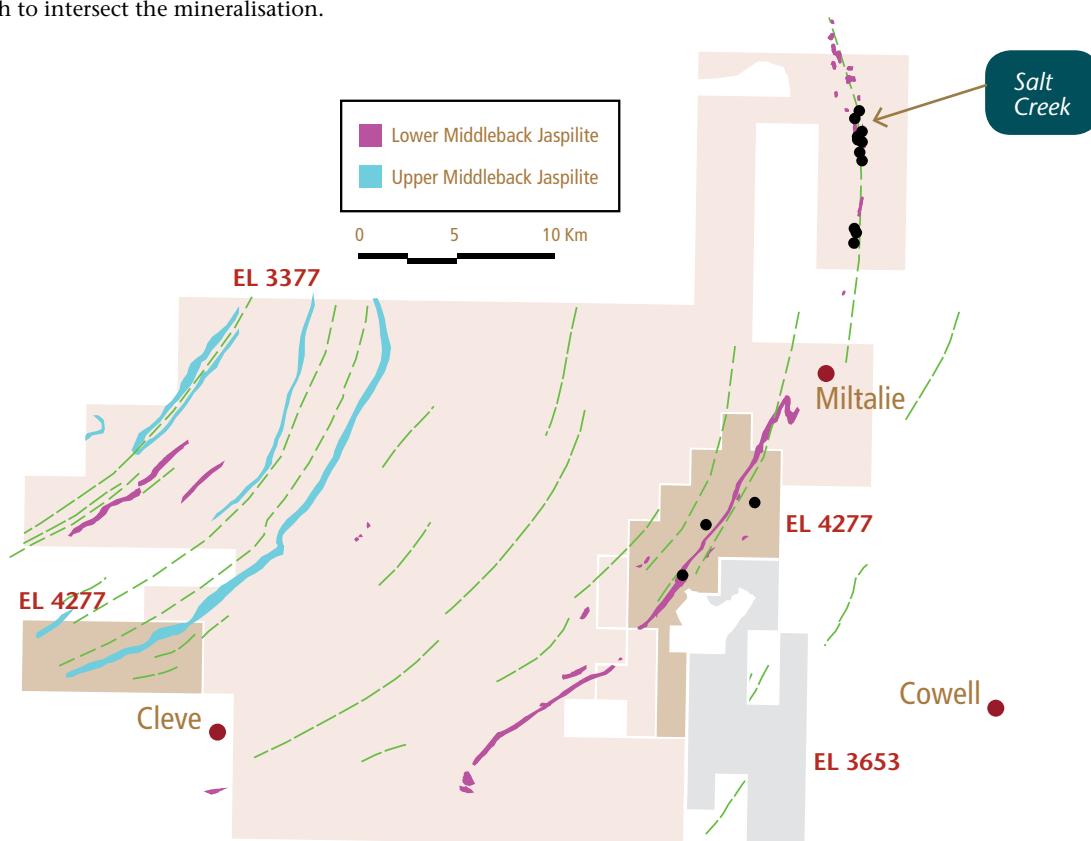 h to intersect the mineralisation.
Salt
Creek
Lower Middleback Jaspilite
Upper Middleback Jaspilite
0 5 10 Km
EL 3377
Miltalie
EL 4277
EL 4277
Cowell
Cleve
EL 3653